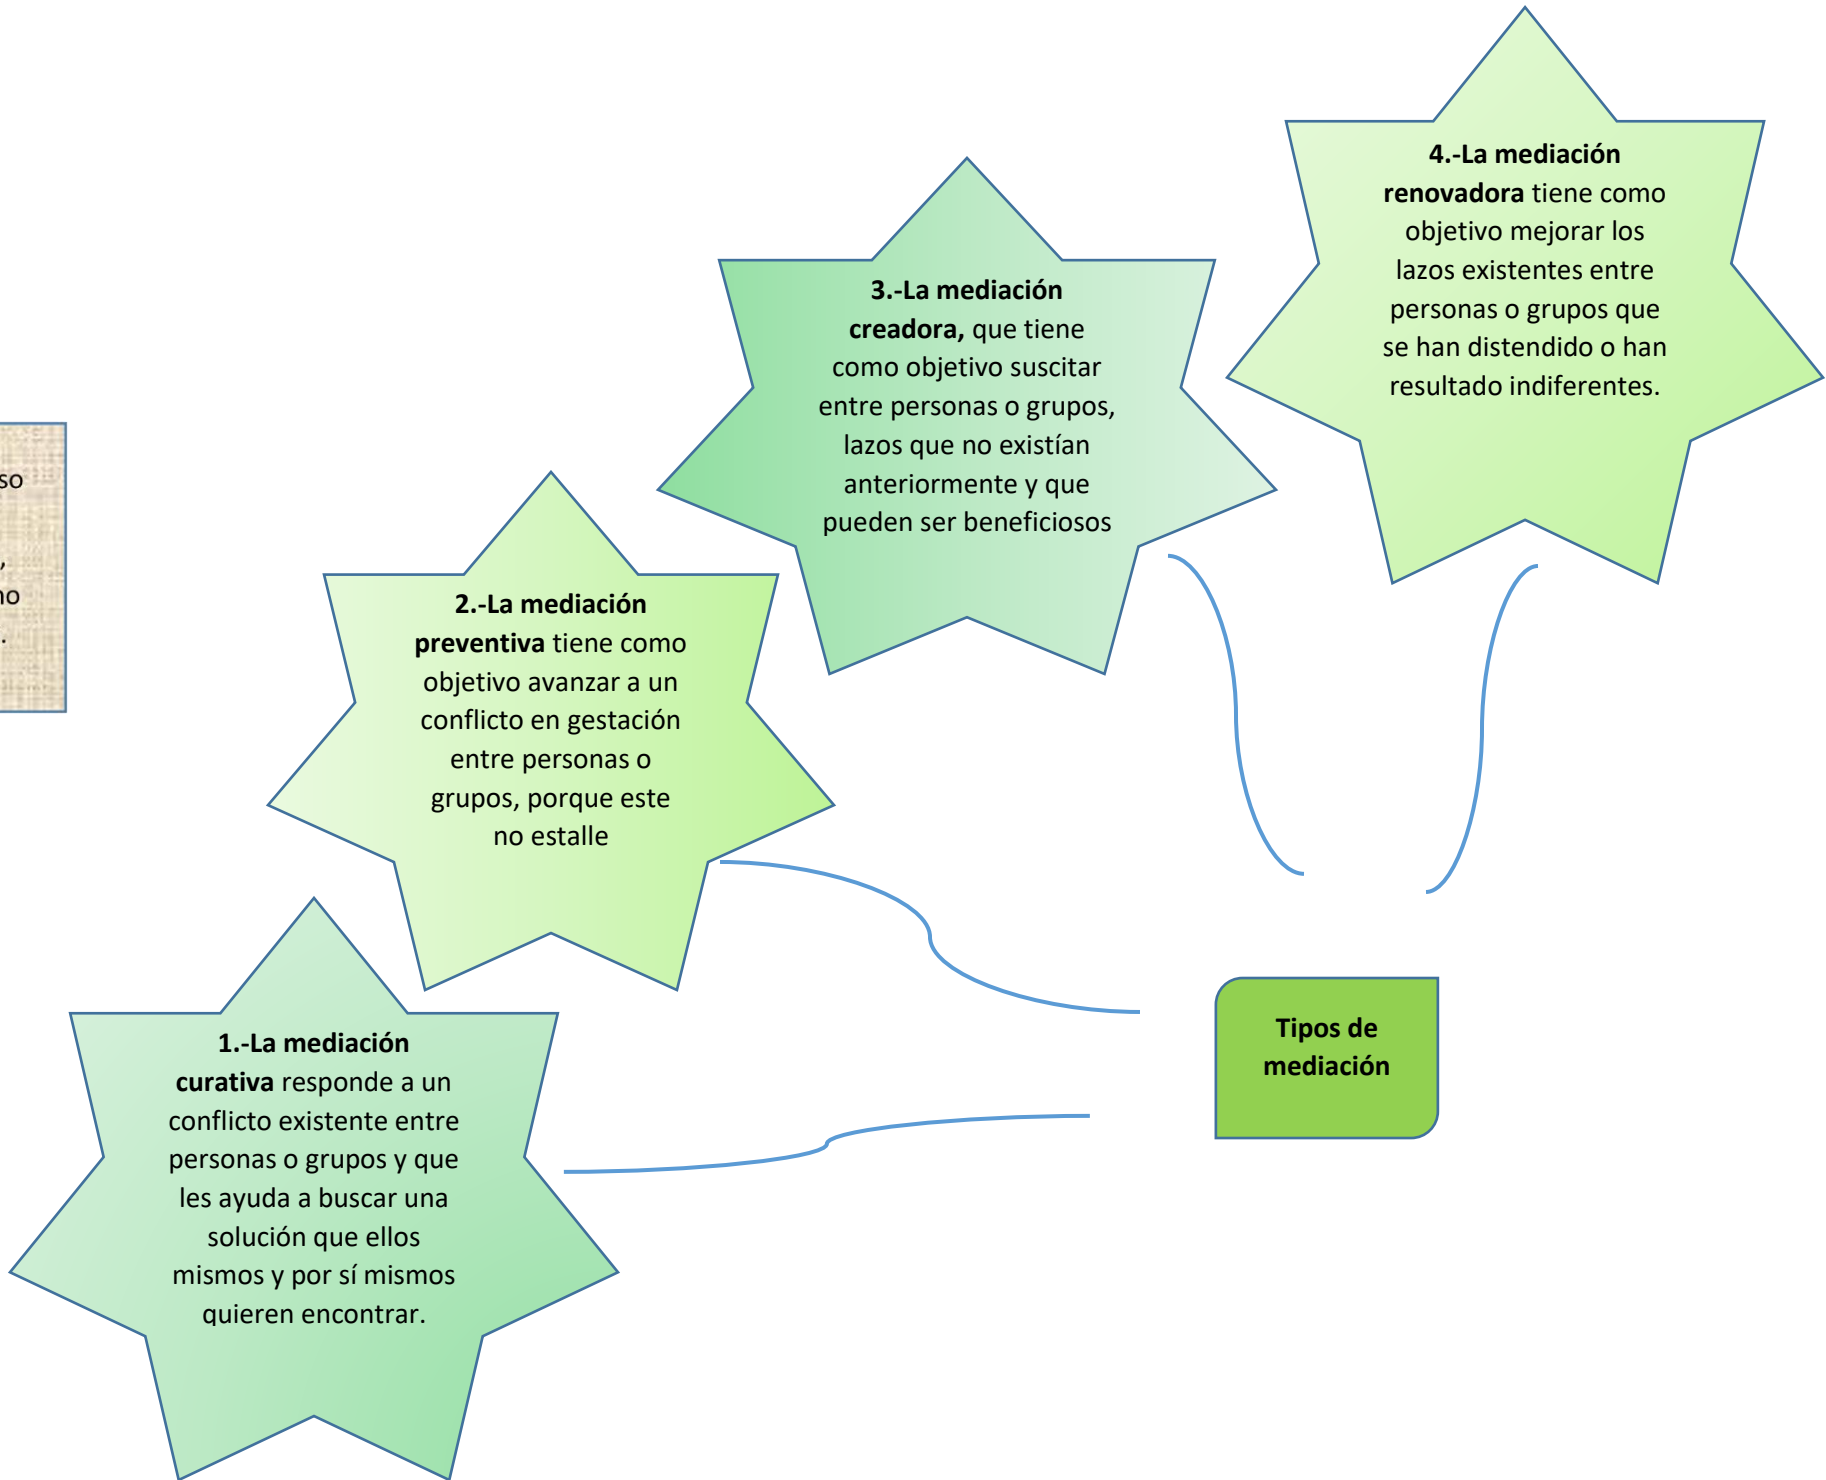 4.-La mediación
renovadora tiene como
objetivo mejorar los
lazos existentes entre
personas o grupos que
se han distendido o han
resultado indiferentes.
3.-La mediación
creadora, que tiene
como objetivo suscitar
entre personas o grupos,
lazos que no existían
anteriormente y que
pueden ser beneficiosos
2.-La mediación
preventiva tiene como
objetivo avanzar a un
conflicto en gestación
entre personas o
grupos, porque este
no estalle
1.-La mediación
curativa responde a un
conflicto existente entre
personas o grupos y que
les ayuda a buscar una
solución que ellos
mismos y por sí mismos
quieren encontrar.
Tipos de
mediación